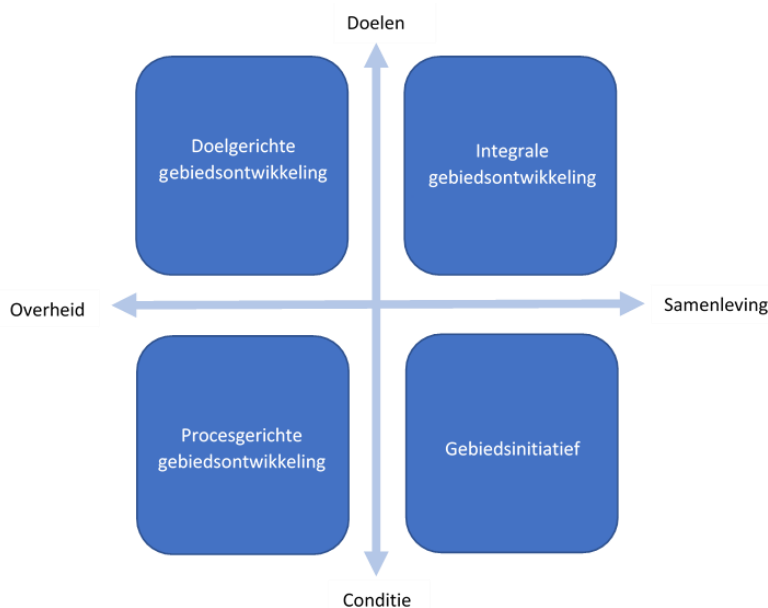 Doelen
Doelgerichte
gebiedsontwikkeling
Integrale
gebiedsontwikkeling
Overheid
Samenleving
Procesgerichte
gebiedsontwikkeling
Gebiedsinitiatief
Conditie